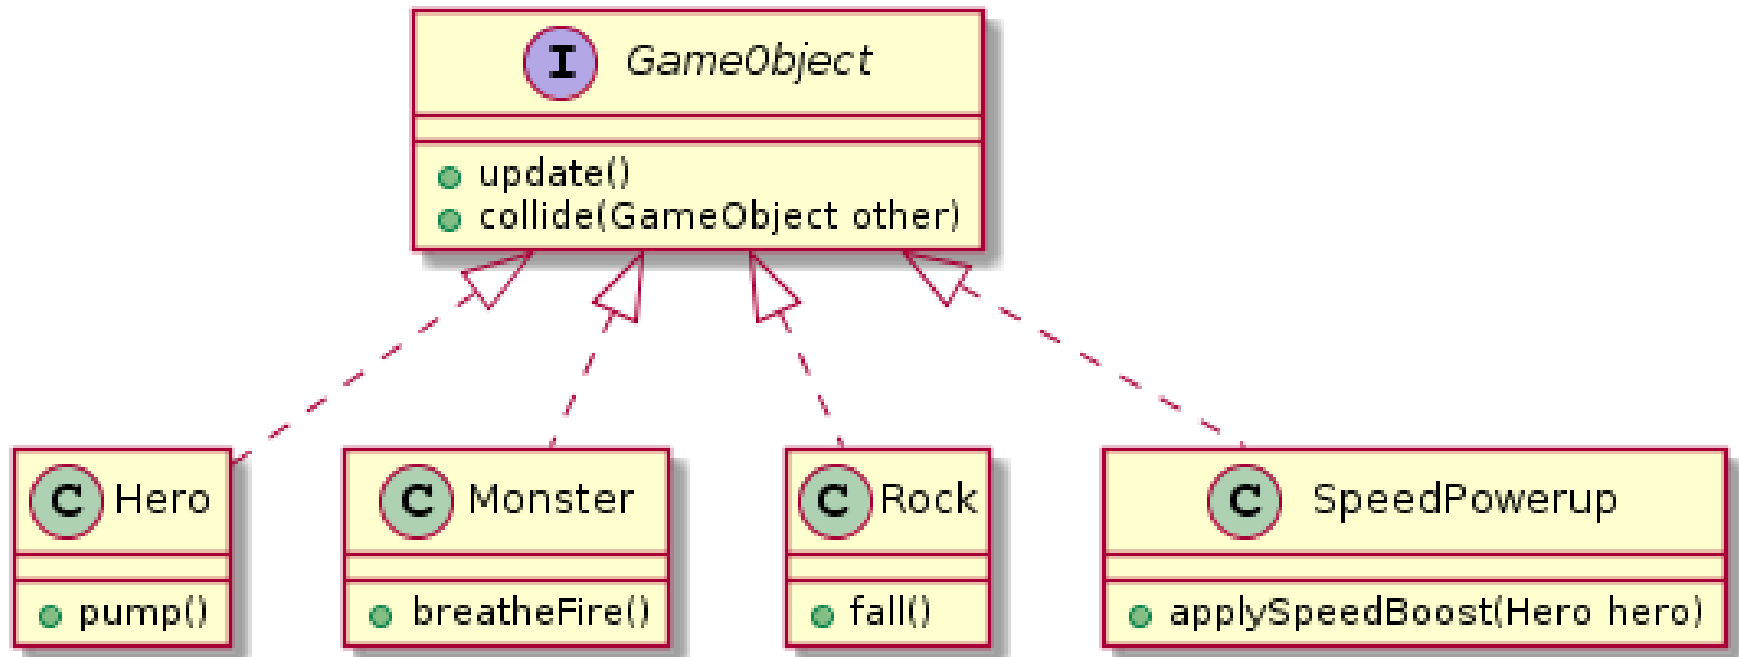 I GameObject
update()
collide(GameObject other)
C Hero
pump()
C Monster
breatheFire()
C Rock
fall()
C SpeedPowerup
applySpeedBoost(Hero hero)